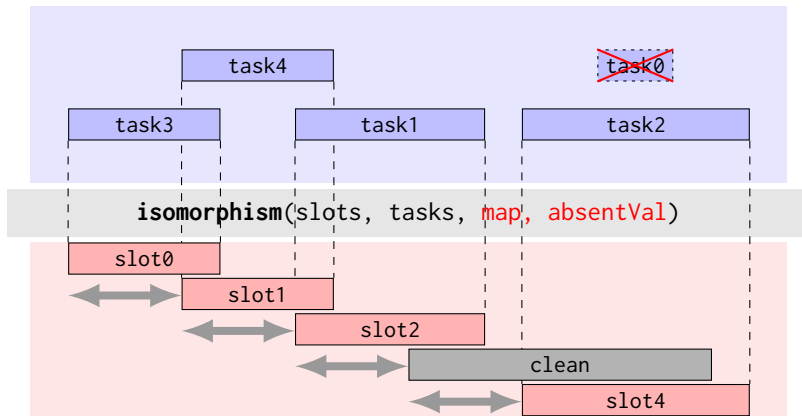 task4 task0
task3 task1 task2
isomorphism(slots, tasks, map, absentVal)
slot0
slot1
slot2
clean
slot4